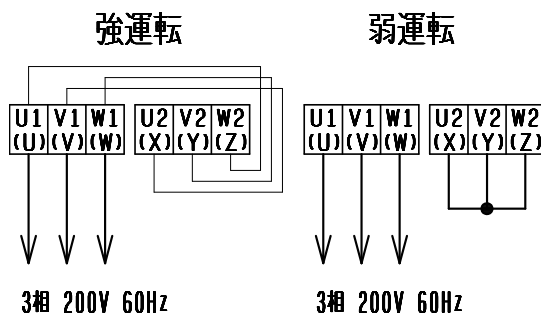 強運転 弱運転
U1 V1 W1 U2 V2 W2 U1 V1 W1 U2 V2 W2
(U) (V) (W) (X) (Y) (Z) (U) (V) (W) (X) (Y) (Z)
3相 200V 60Hz 3相 200V 60Hz